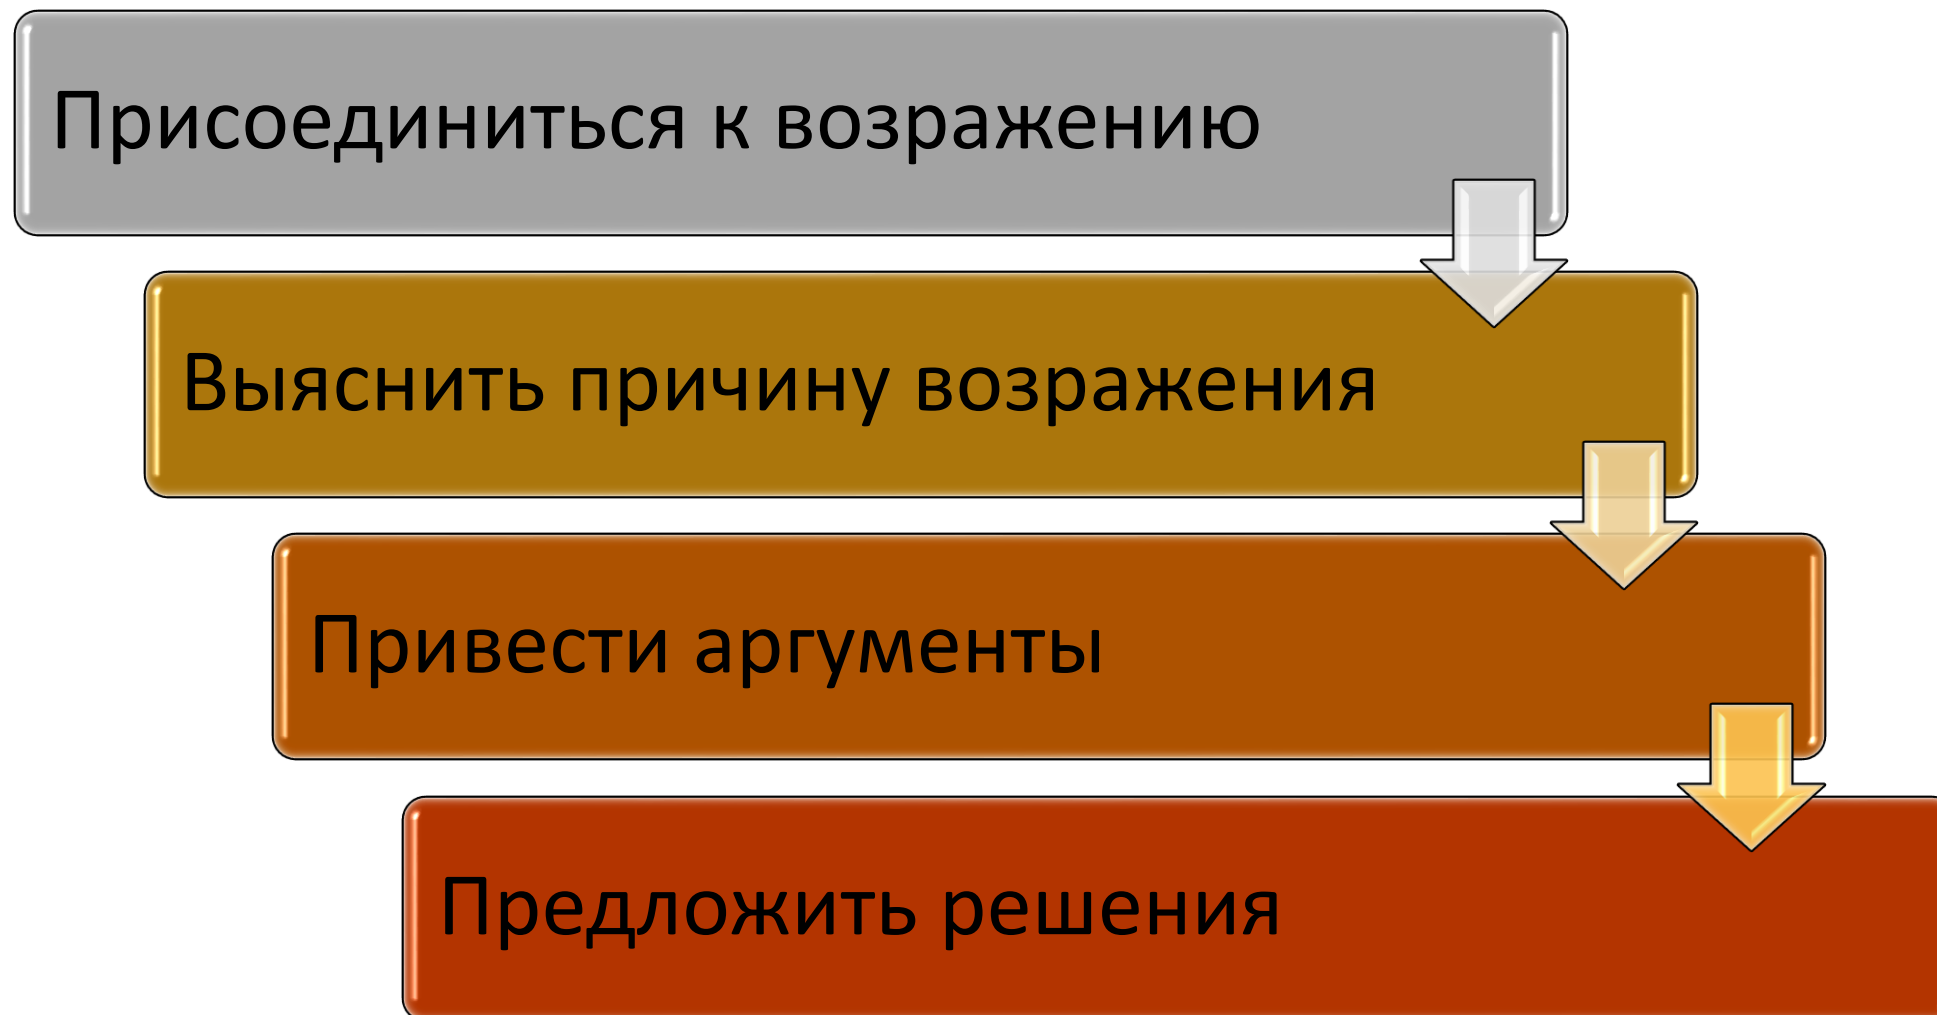 Присоединиться к возражению
Выяснить причину возражения
Привести аргументы
Предложить решения